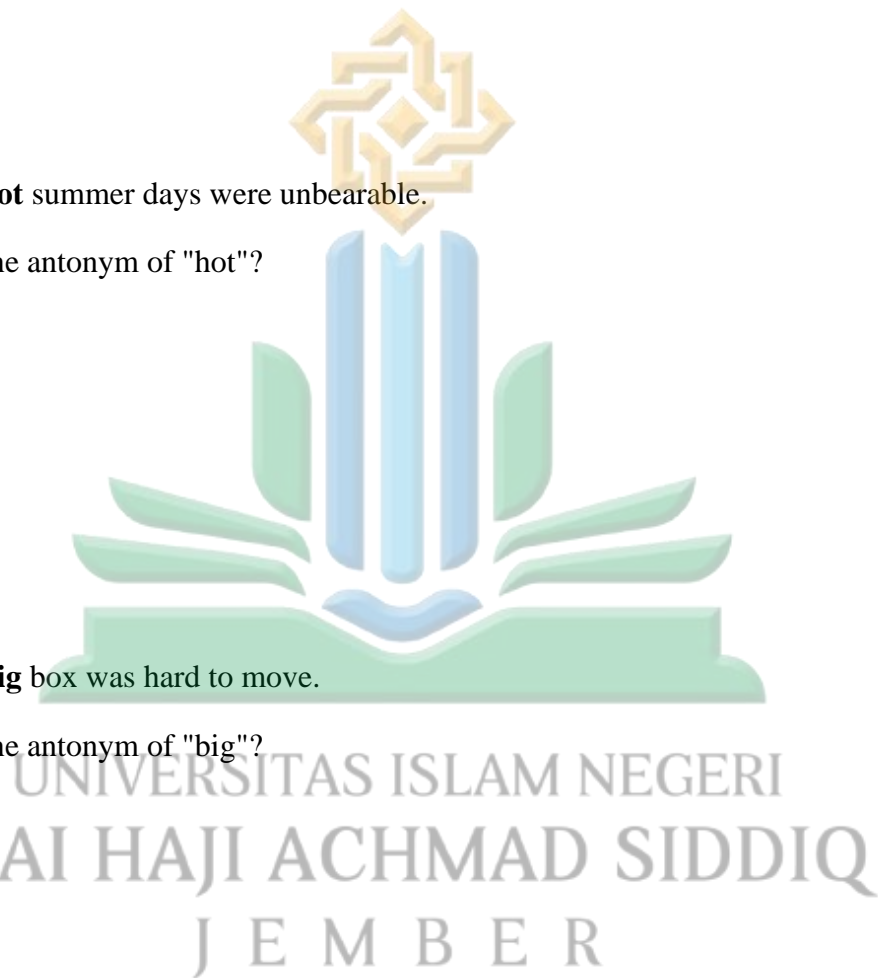 ot summer days were unbearable.
he antonym of "hot"?
ig box was hard to move.
he antonym of "big"?
UNIVERSITAS ISLAM NEGERI
AI HAJI ACHMAD SIDDIQ
JEMBER